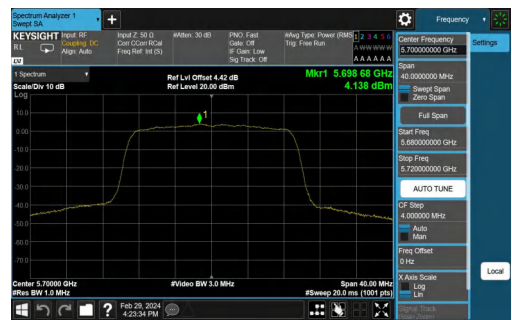 Spectrum Analyzer 1
Swept SA
Frequency
KEYSIGHT
RL
LV
Input: RF
Coupling: DC
Align: Auto
Input Z: 50 Ω
Corr CCorr RCal
Freq Ref: Int (S)
#Atten: 30 dB
PNO: Fast
Gate: Off
IF Gain: Low
Sig Track: Off
#Avg Type: Power (RMS)
Trig: Free Run
1 2 3 4 5 6
A W W W W W
A A A A A A
1 Spectrum
Scale/Div 10 dB
Log
Ref Lvl Offset 4.42 dB
Ref Level 20.00 dBm
Mkr1 5.698 68 GHz
4.138 dBm
1
10.0
0.00
-10.0
-20.0
-30.0
-40.0
-50.0
-60.0
-70.0
Center 5.70000 GHz
#Res BW 1.0 MHz
#Video BW 3.0 MHz
Span 40.00 MHz
#Sweep 20.0 ms (1001 pts)
Center Frequency
5.700000000 GHz
Settings
Span
40.0000000 MHz
Swept Span
Zero Span
Full Span
Start Freq
5.680000000 GHz
Stop Freq
5.720000000 GHz
AUTO TUNE
CF Step
4.000000 MHz
Auto
Man
Freq Offset
0 Hz
X Axis Scale
Log
Lin
Local
Signal Track
(Span Zoom)
?
Feb 29, 2024
4:23:34 PM